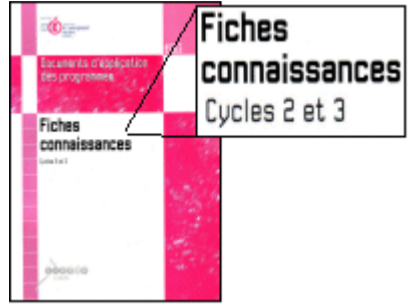 Documents d'application
des programmes
Fiches
connaissances
Cycles 2 et 3
Fiches
connaissances
Cycles 2 et 3